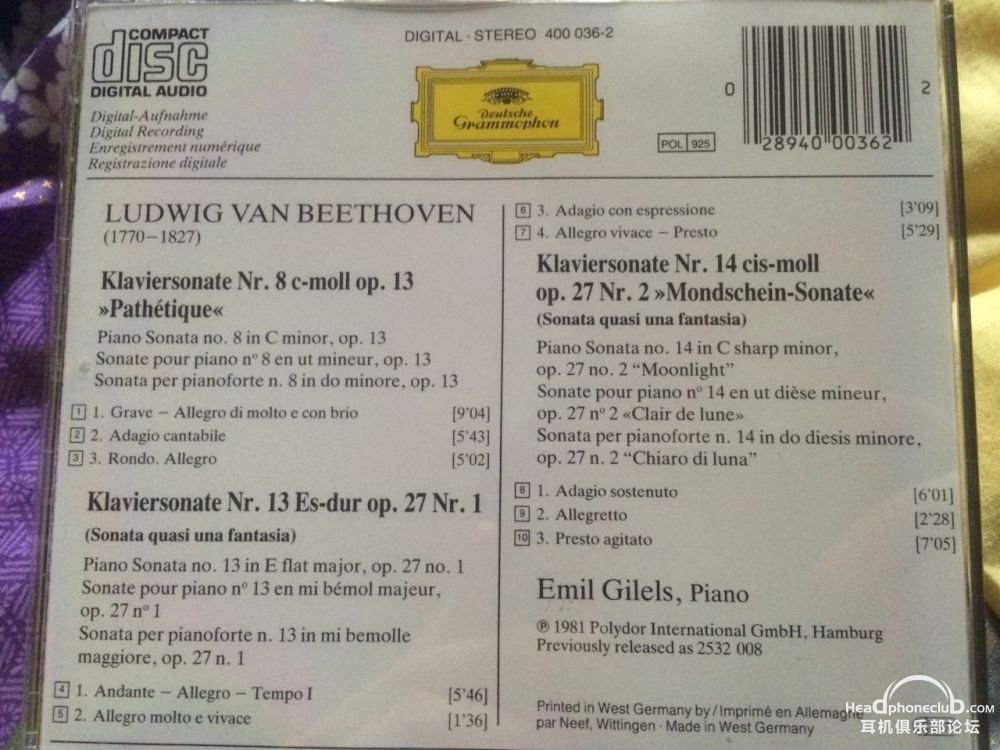 COMPACT
disc
DIGITAL AUDIO
Digital-Aufnahme
Digital Recording
Enregistrement numérique
Registrazione digitale
DIGITAL · STEREO 400 036-2
Deutsche
Grammophon
POL 925
0 28940 00362 2
LUDWIG VAN BEETHOVEN
(1770–1827)
Klaviersonate Nr. 8 c-moll op. 13
»Pathétique«
Piano Sonata no. 8 in C minor, op. 13
Sonate pour piano nº 8 en ut mineur, op. 13
Sonata per pianoforte n. 8 in do minore, op. 13
1 1. Grave – Allegro di molto e con brio [9'04]
2 2. Adagio cantabile [5'43]
3 3. Rondo. Allegro [5'02]
Klaviersonate Nr. 13 Es-dur op. 27 Nr. 1
(Sonata quasi una fantasia)
Piano Sonata no. 13 in E flat major, op. 27 no. 1
Sonate pour piano nº 13 en mi bémol majeur,
op. 27 nº 1
Sonata per pianoforte n. 13 in mi bemolle
maggiore, op. 27 n. 1
4 1. Andante – Allegro – Tempo I [5'46]
5 2. Allegro molto e vivace [1'36]
6 3. Adagio con espressione [3'09]
7 4. Allegro vivace – Presto [5'29]
Klaviersonate Nr. 14 cis-moll
op. 27 Nr. 2 »Mondschein-Sonate«
(Sonata quasi una fantasia)
Piano Sonata no. 14 in C sharp minor,
op. 27 no. 2 “Moonlight”
Sonate pour piano nº 14 en ut dièse mineur,
op. 27 nº 2 «Clair de lune»
Sonata per pianoforte n. 14 in do diesis minore,
op. 27 n. 2 “Chiaro di luna”
8 1. Adagio sostenuto [6'01]
9 2. Allegretto [2'28]
10 3. Presto agitato [7'05]
Emil Gilels, Piano
℗ 1981 Polydor International GmbH, Hamburg
Previously released as 2532 008
Printed in West Germany by / Imprimé en Allemagne
par Neef, Wittingen · Made in West Germany
Headphoneclub.com
耳机俱乐部论坛